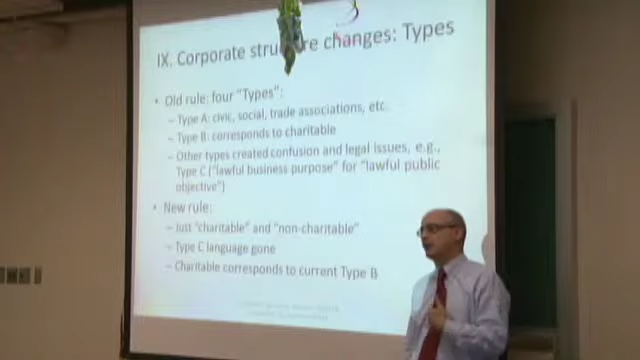 IX. Corporate structure changes: Types
• Old rule: four "Types":
– Type A: civic, social, trade associations, etc.
– Type B: corresponds to charitable
– Other types created confusion and legal issues, e.g.,
Type C ("lawful business purpose" for "lawful public
objective")
• New rule:
– Just "charitable" and "non-charitable"
– Type C language gone
– Charitable corresponds to current Type B